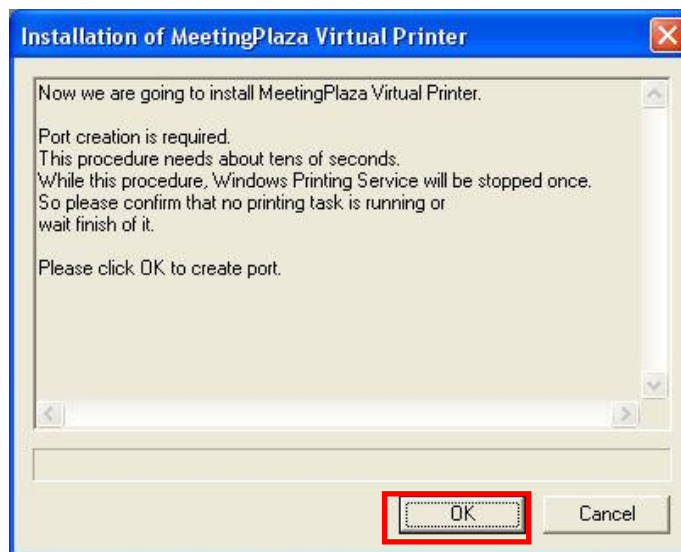 Installation of MeetingPlaza Virtual Printer
Now we are going to install MeetingPlaza Virtual Printer.
Port creation is required.
This procedure needs about tens of seconds.
While this procedure, Windows Printing Service will be stopped once.
So please confirm that no printing task is running or
wait finish of it.
Please click OK to create port.
OK
Cancel